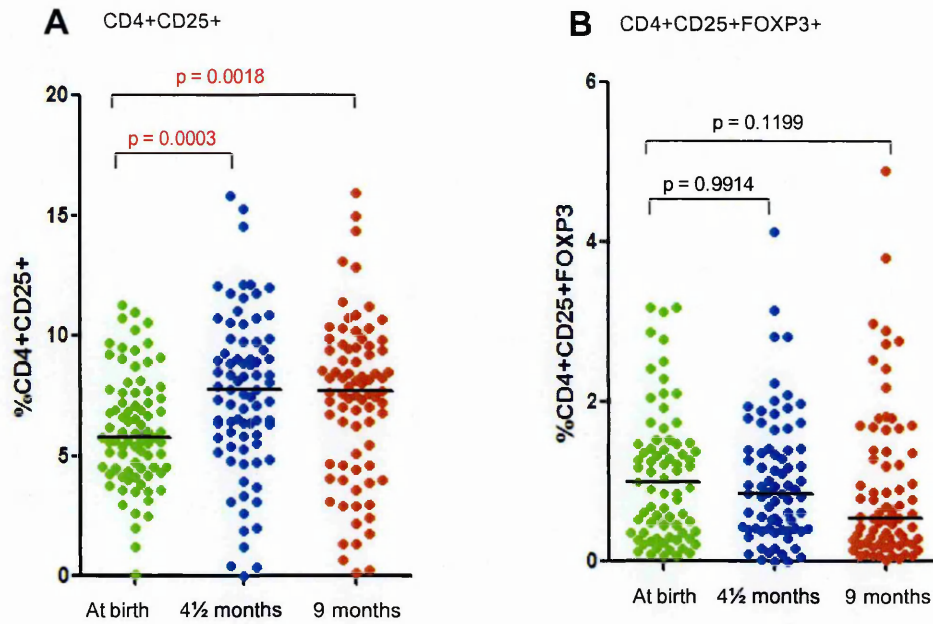 A CD4+CD25+
p = 0.0018
p = 0.0003
%CD4+CD25+
20
15
10
5
0
At birth 4½ months 9 months
B CD4+CD25+FOXP3+
p = 0.1199
p = 0.9914
%CD4+CD25+FOXP3
6
4
2
0
At birth 4½ months 9 months